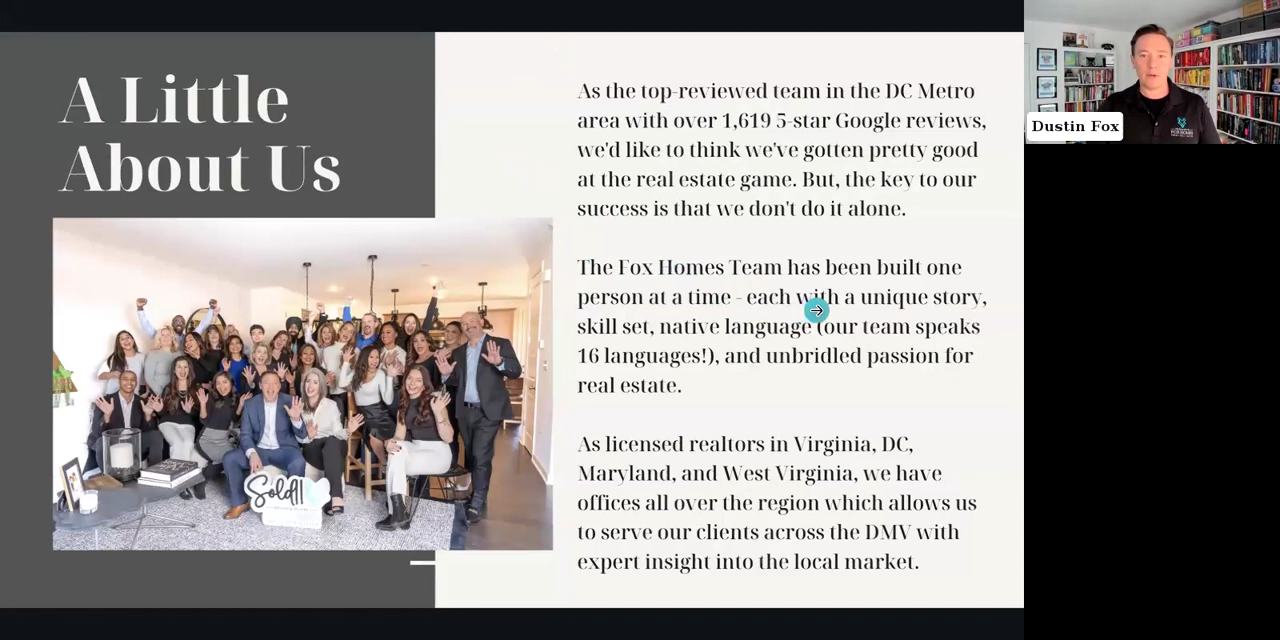 A Little
About Us
As the top-reviewed team in the DC Metro
area with over 1,619 5-star Google reviews,
we'd like to think we've gotten pretty good
at the real estate game. But, the key to our
success is that we don't do it alone.
The Fox Homes Team has been built one
person at a time - each with a unique story,
skill set, native language (our team speaks
16 languages!), and unbridled passion for
real estate.
As licensed realtors in Virginia, DC,
Maryland, and West Virginia, we have
offices all over the region which allows us
to serve our clients across the DMV with
expert insight into the local market.
Sold!!
Dustin Fox